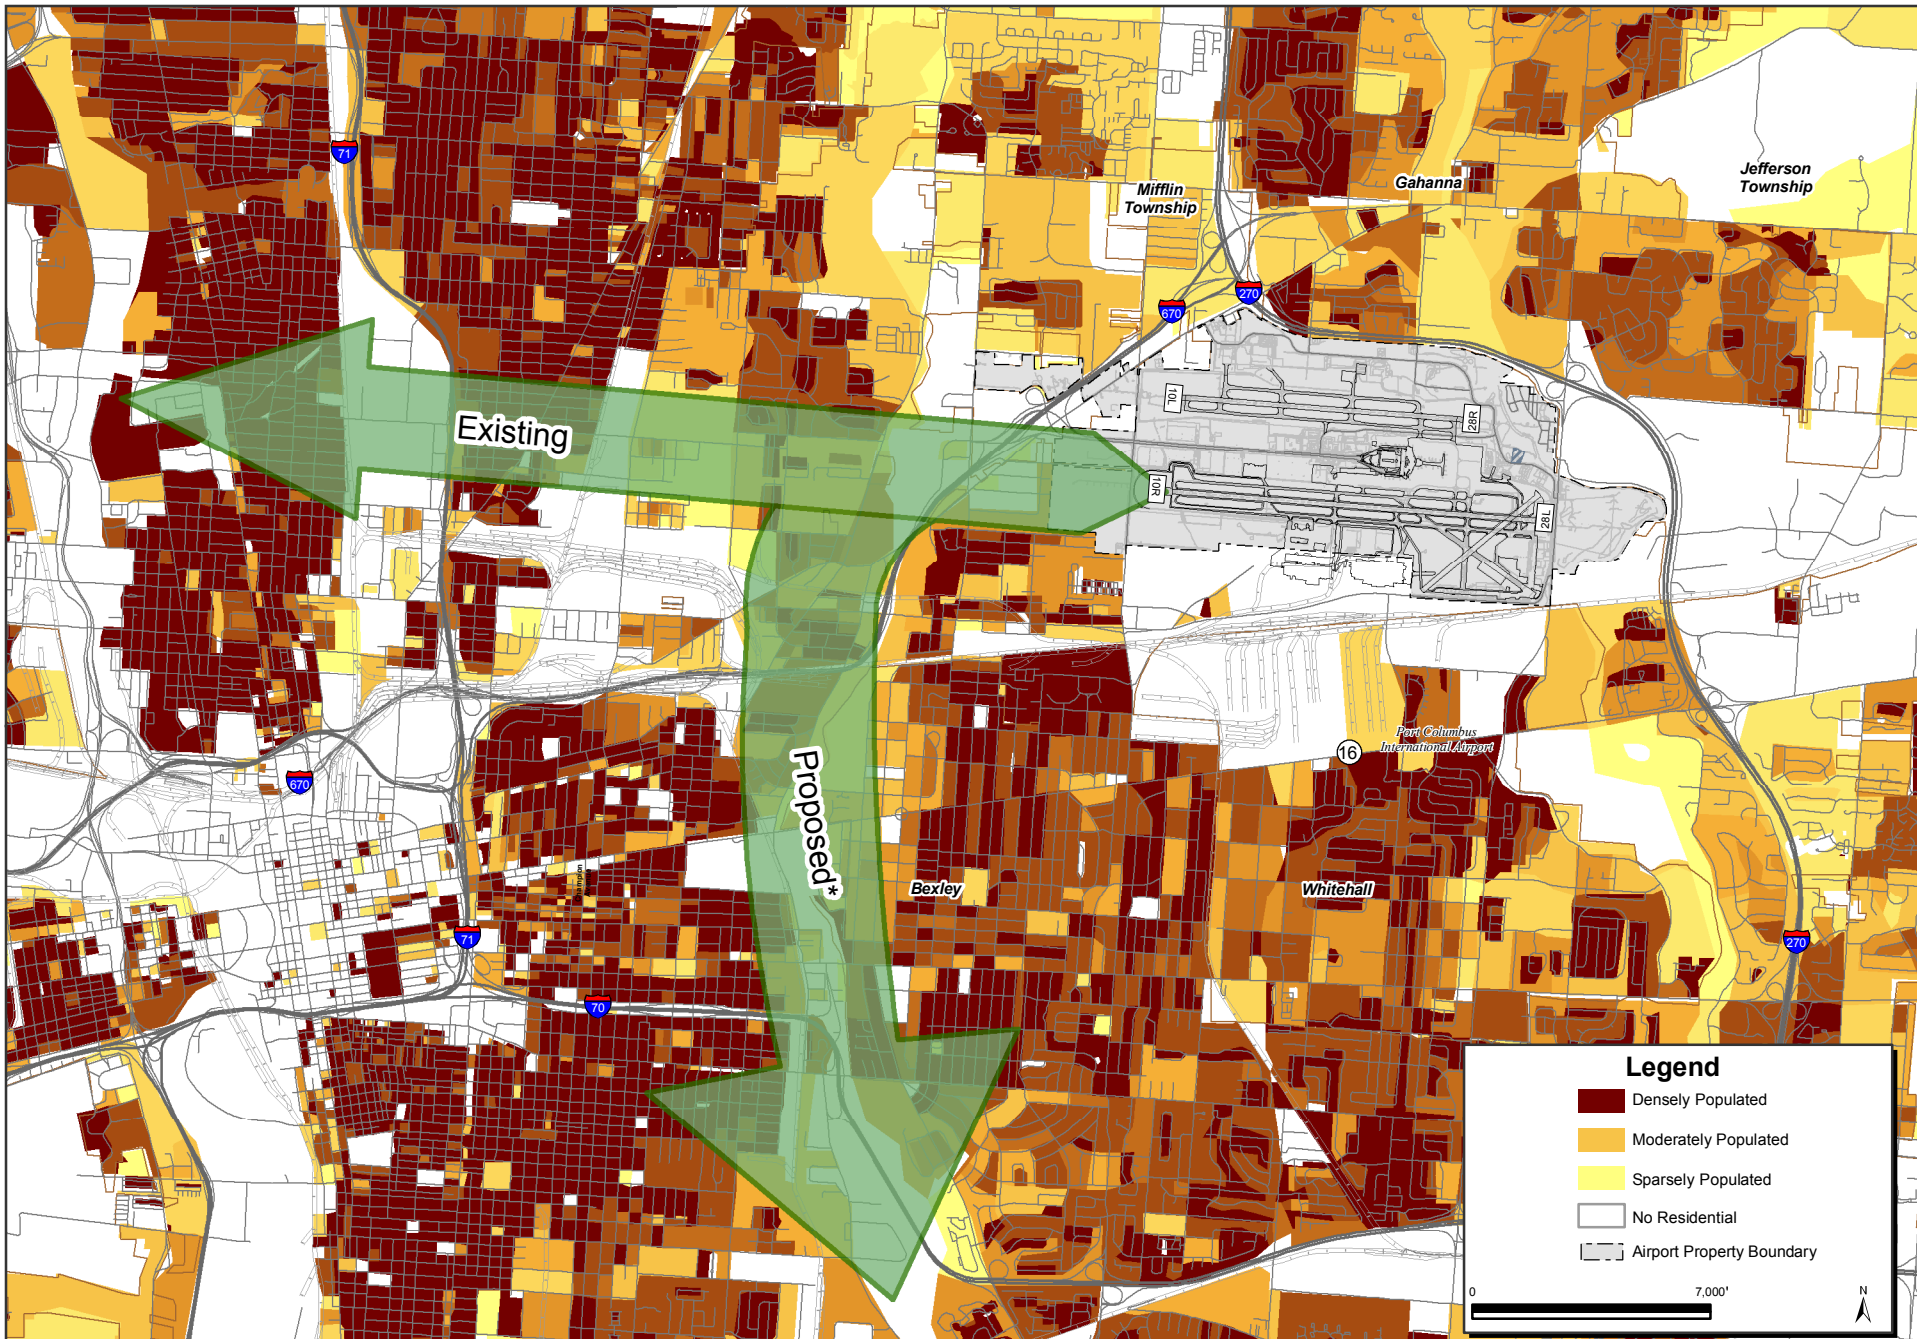 71
Mifflin
Township
Gahanna
Jefferson
Township
670
270
10L
28R
10R
28L
Existing
Port Columbus
International Airport
16
670
Proposed*
Bexley
Whitehall
71
270
70
Legend
Densely Populated
Moderately Populated
Sparsely Populated
No Residential
Airport Property Boundary
0
7,000'
N